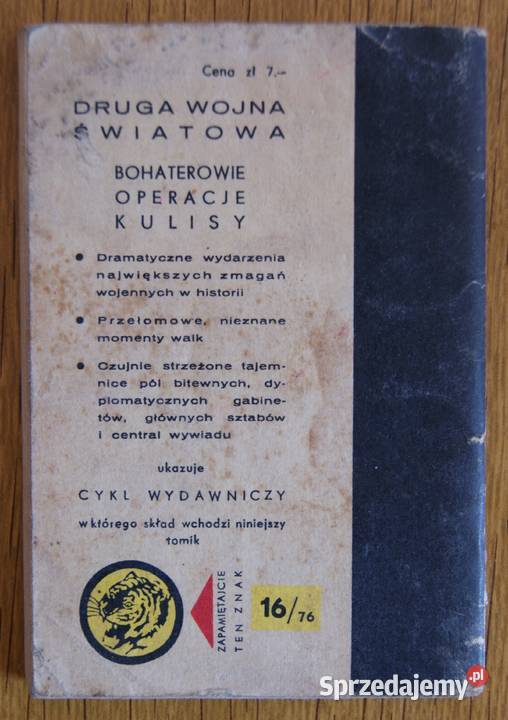 Cena zł 7,—
DRUGA WOJNA
ŚWIATOWA
BOHATEROWIE
OPERACJE
KULISY
● Dramatyczne wydarzenia
największych zmagań
wojennych w historii
● Przełomowe, nieznane
momenty walk
● Czujnie strzeżone tajem-
nice pól bitewnych, dy-
plomatycznych gabine-
tów, głównych sztabów
i central wywiadu
ukazuje
CYKL WYDAWNICZY
w którego skład wchodzi niniejszy
tomik
ZAPAMIĘTAJCIE
TEN ZNAK
16/76
Sprzedajemy.pl